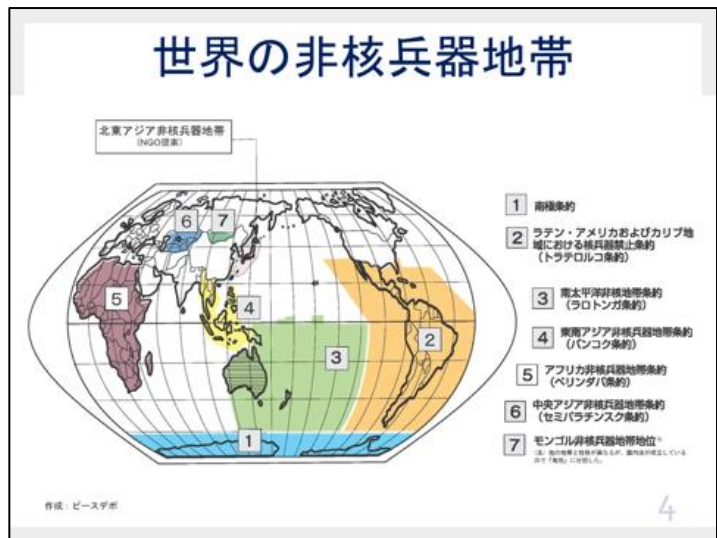 世界の非核兵器地帯
北東アジア非核兵器地帯
(NGO提案)
1
2
3
4
5
6
7
1 南極条約
2 ラテン・アメリカおよびカリブ地
域における核兵器禁止条約
(トラテロルコ条約)
3 南太平洋非核地帯条約
(ラロトンガ条約)
4 東南アジア非核兵器地帯条約
(バンコク条約)
5 アフリカ非核兵器地帯条約
(ペリンダバ条約)
6 中央アジア非核兵器地帯条約
(セミパラチンスク条約)
7 モンゴル非核兵器地帯地位
作成:ピースデポ
4